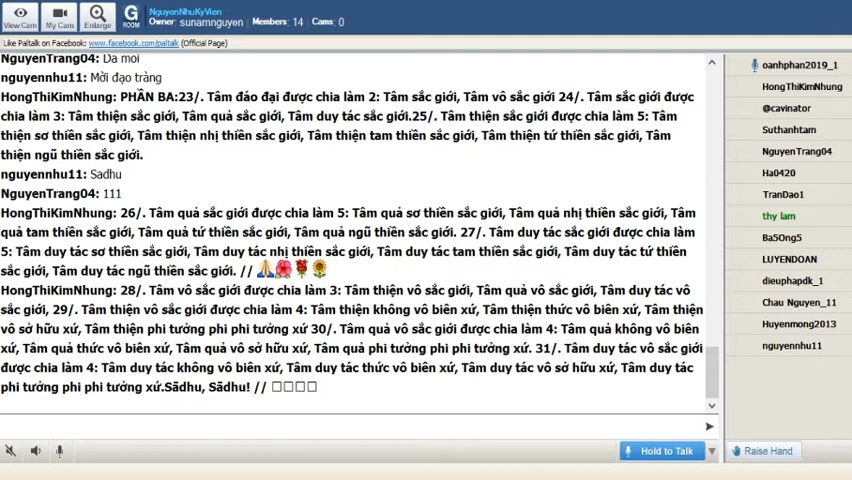 View Cam
My Cam
Enlarge
G
ROOM
NguyenNhuKyVien
Owner: sunamnguyen Members: 14 Cams: 0
Like Paltalk on Facebook: www.facebook.com/paltalk (Official Page)
NguyenTrang04: Da moi
nguyennhu11: Mời đạo tràng
HongThiKimNhung: PHẦN BA:23/. Tâm đáo đại được chia làm 2: Tâm sắc giới, Tâm vô sắc giới 24/. Tâm sắc giới được
chia làm 3: Tâm thiện sắc giới, Tâm quả sắc giới, Tâm duy tác sắc giới.25/. Tâm thiện sắc giới được chia làm 5: Tâm
thiện sơ thiền sắc giới, Tâm thiện nhị thiền sắc giới, Tâm thiện tam thiền sắc giới, Tâm thiện tứ thiền sắc giới, Tâm
thiện ngũ thiền sắc giới.
nguyennhu11: Sadhu
NguyenTrang04: 111
HongThiKimNhung: 26/. Tâm quả sắc giới được chia làm 5: Tâm quả sơ thiền sắc giới, Tâm quả nhị thiền sắc giới, Tâm
quả tam thiền sắc giới, Tâm quả tứ thiền sắc giới, Tâm quả ngũ thiền sắc giới. 27/. Tâm duy tác sắc giới được chia làm
5: Tâm duy tác sơ thiền sắc giới, Tâm duy tác nhị thiền sắc giới, Tâm duy tác tam thiền sắc giới, Tâm duy tác tứ thiền
sắc giới, Tâm duy tác ngũ thiền sắc giới. // 🙏🌺🌹🌻
HongThiKimNhung: 28/. Tâm vô sắc giới được chia làm 3: Tâm thiện vô sắc giới, Tâm quả vô sắc giới, Tâm duy tác vô
sắc giới, 29/. Tâm thiện vô sắc giới được chia làm 4: Tâm thiện không vô biên xứ, Tâm thiện thức vô biên xứ, Tâm thiện
vô sở hữu xứ, Tâm thiện phi tưởng phi phi tưởng xứ 30/. Tâm quả vô sắc giới được chia làm 4: Tâm quả không vô biên
xứ, Tâm quả thức vô biên xứ, Tâm quả vô sở hữu xứ, Tâm quả phi tưởng phi phi tưởng xứ. 31/. Tâm duy tác vô sắc giới
được chia làm 4: Tâm duy tác không vô biên xứ, Tâm duy tác thức vô biên xứ, Tâm duy tác vô sở hữu xứ, Tâm duy tác
phi tưởng phi phi tưởng xứ.Sādhu, Sādhu! // □□□□
Hold to Talk
oanhphan2019_1
HongThiKimNhung
@cavinator
Suthanhtam
NguyenTrang04
Ha0420
TranDao1
thy lam
Ba5Ong5
LUYENDOAN
dieuphapdk_1
Chau Nguyen_11
Huyenmong2013
nguyennhu11
Raise Hand